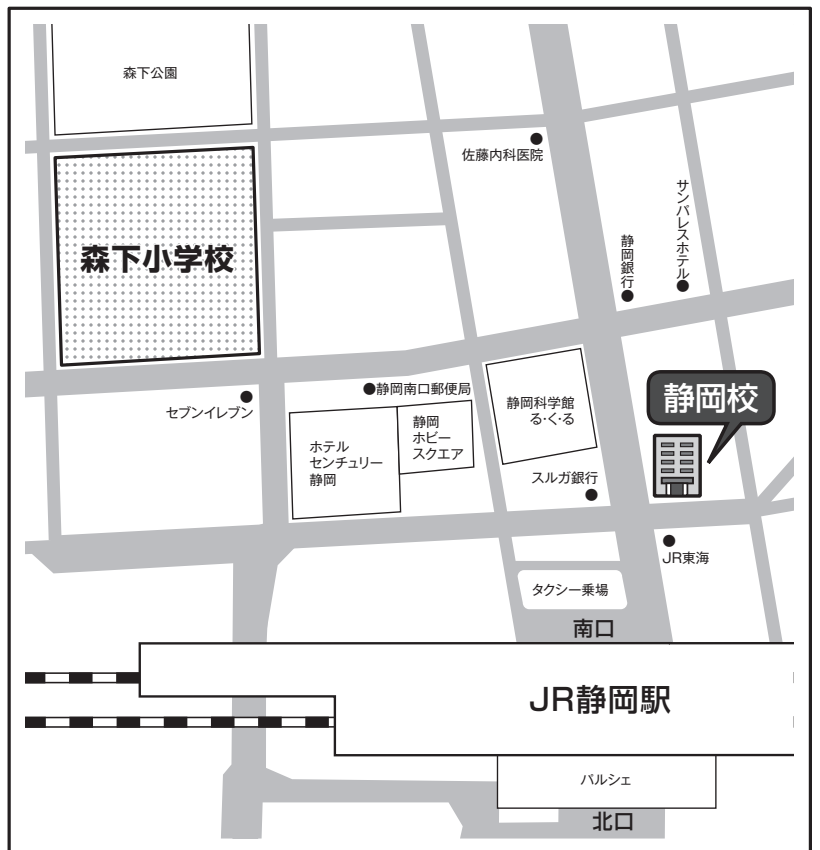 森下公園
佐藤内科医院
サンパレスホテル
静岡銀行
森下小学校
静岡校
静岡南口郵便局
セブンイレブン
静岡
ホビー
スクエア
静岡科学館
る・く・る
ホテル
センチュリー
静岡
スルガ銀行
JR東海
タクシー乗場
南口
JR静岡駅
パルシェ
北口